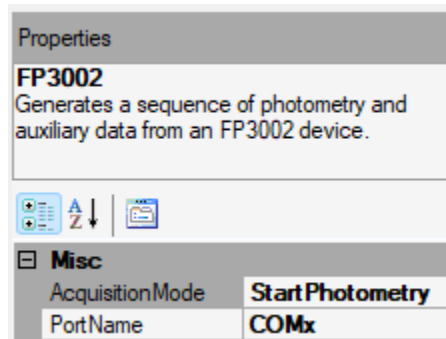 Properties
FP3002
Generates a sequence of photometry and
auxiliary data from an FP3002 device.
A
Z
Misc
AcquisitionMode StartPhotometry
PortName COMx